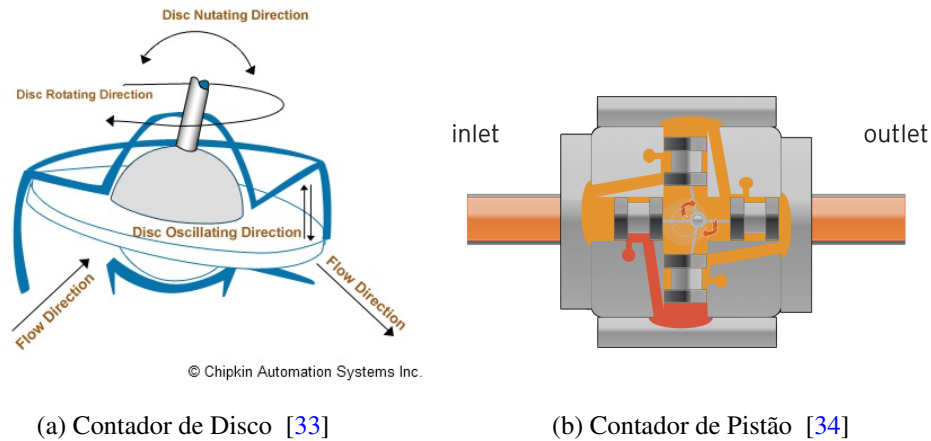 Disc Nutating Direction
Disc Rotating Direction
Disc Oscillating Direction
Flow Direction
Flow Direction
© Chipkin Automation Systems Inc.
inlet
outlet
(a) Contador de Disco [33]
(b) Contador de Pistão [34]